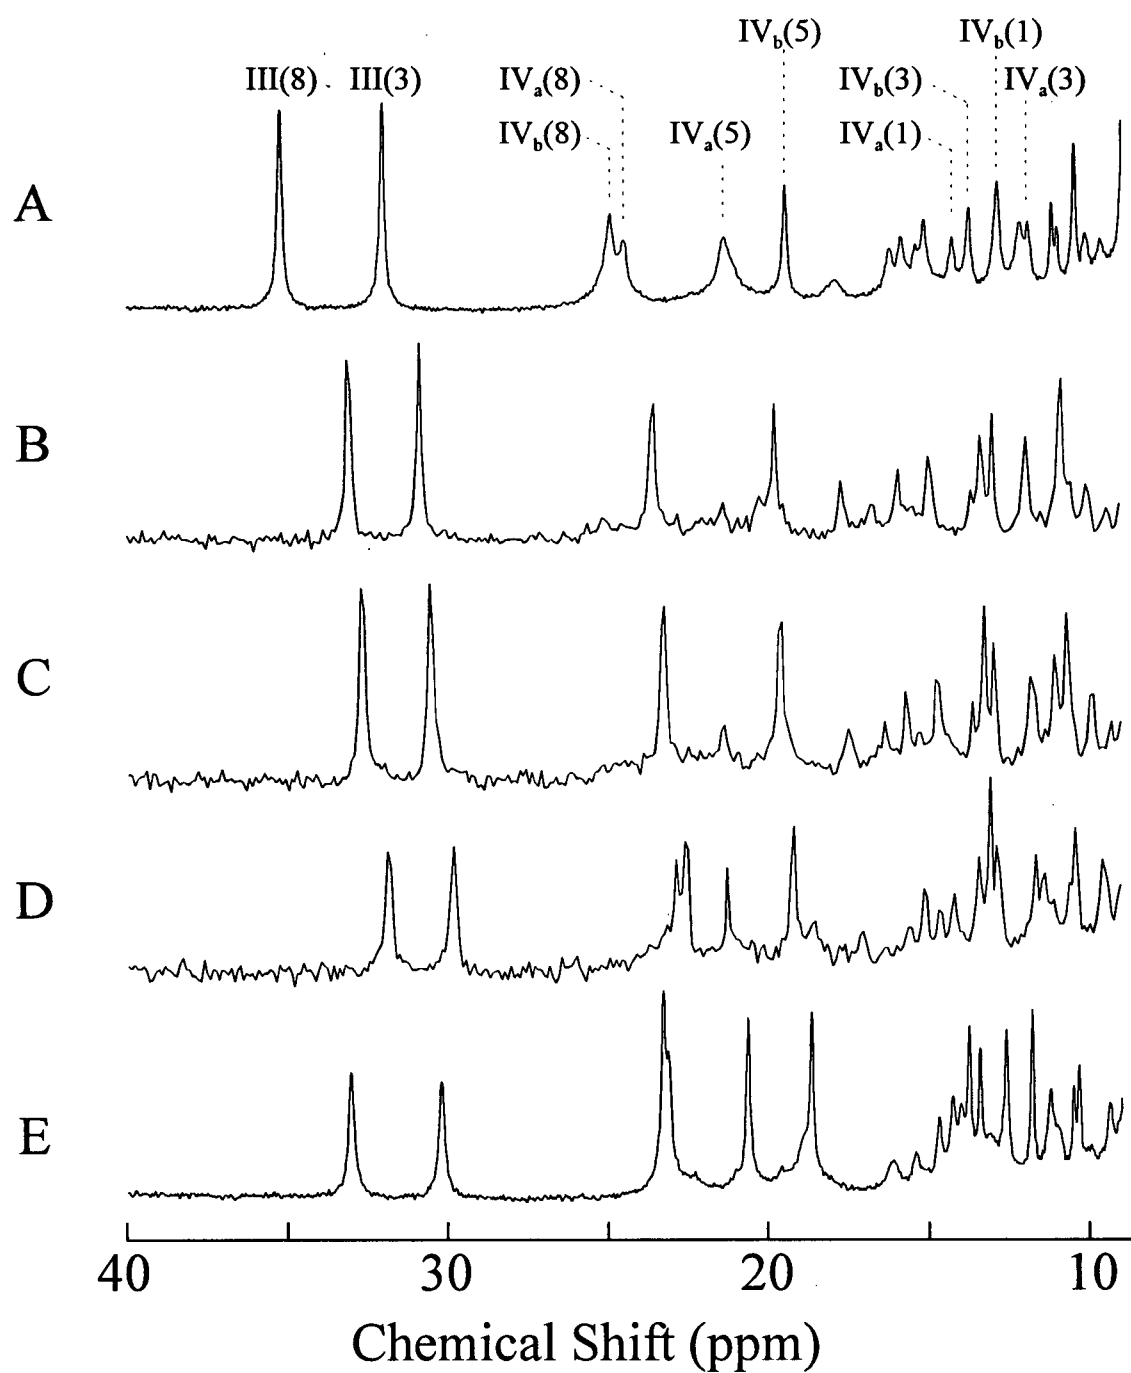 IVb(5) IVb(1)
III(8) III(3) IVa(8) IVb(3) IVa(3)
IVb(8) IVa(5) IVa(1)
A
B
C
D
E
40 30 20 10
Chemical Shift (ppm)